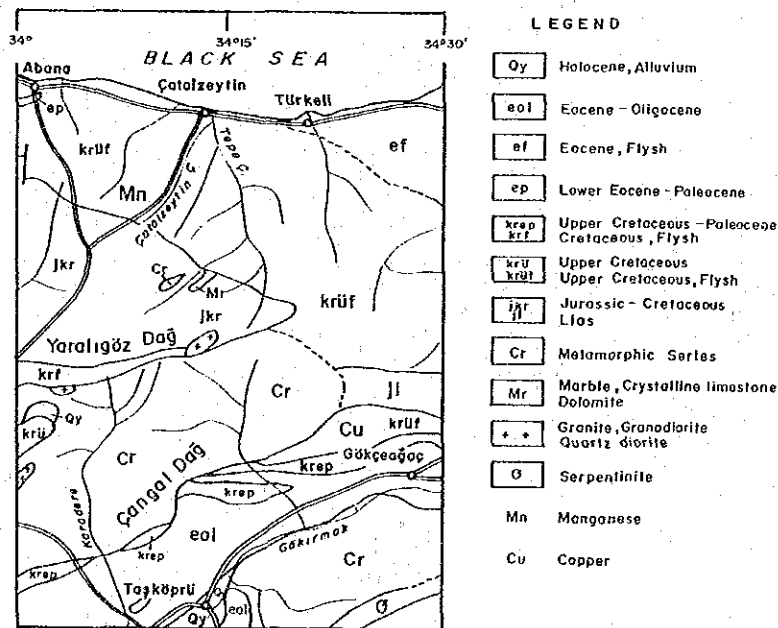 34°
34°15'
34°30'
BLACK SEA
Abana
Çatalzeytin
Türkeli
ep
krüf
Mn
Çatalzeytin Ç.
Tepe Ç.
ef
jkr
Cr
Mr
jkr
krüf
Yaralıgöz Dağ
krf
Qy
krü
Cr
Cr
jl
Cu
krüf
Gökçeağaç
Çangal Dağ
krep
krep
Karadere
eol
krep
Gökırmak
krep
Taşköprü
Qy
eol
Cr
LEGEND
Qy Holocene, Alluvium
eol Eocene - Oligocene
ef Eocene, Flysh
ep Lower Eocene - Paleocene
krep Upper Cretaceous - Paleocene
krf Cretaceous, Flysh
krü Upper Cretaceous
krüf Upper Cretaceous, Flysh
jkr Jurassic - Cretaceous
jl Lias
Cr Metamorphic Series
Mr Marble, Crystalline limestone
Dolomite
++ Granite, Granodiorite
Quartz diorite
Serpentinite
Mn Manganese
Cu Copper